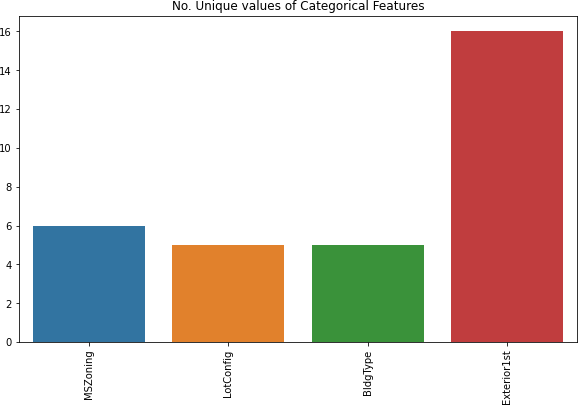 No. Unique values of Categorical Features
16
14
12
10
8
6
4
2
0
MSZoning
LotConfig
BldgType
Exterior1st